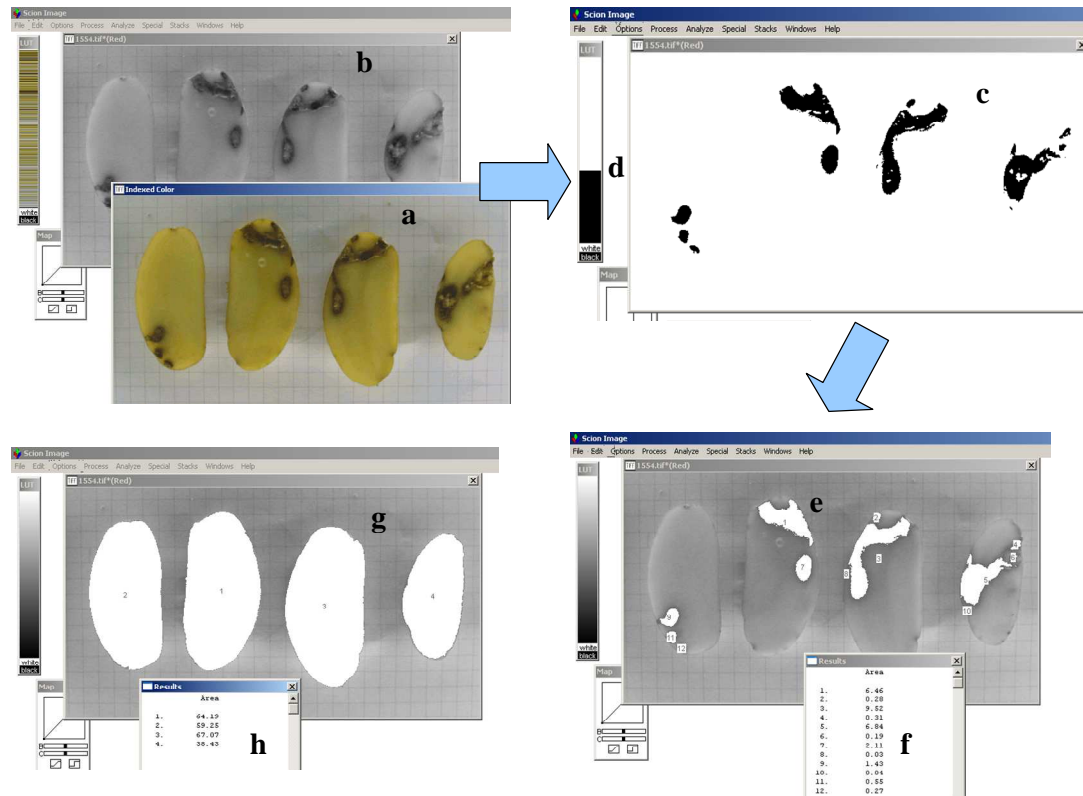 Scion Image
File Edit Options Process Analyze Special Stacks Windows Help
LUT
1554.tif*(Red)
b
white
black
Map
B
C
Indexed Color
a
Scion Image
File Edit Options Process Analyze Special Stacks Windows Help
LUT
1554.tif*(Red)
c
d
white
black
Map
Scion Image
File Edit Options Process Analyze Special Stacks Windows Help
LUT
1554.tif*(Red)
g
2
1
3
4
white
black
Map
B
C
Results
Area
1. 64.19
2. 59.25
3. 67.07
4. 38.43
h
Scion Image
File Edit Options Process Analyze Special Stacks Windows Help
LUT
1554.tif*(Red)
e
1
2
3
4
6
7
8
5
9
10
11
12
white
black
Map
B
C
Results
Area
1. 6.46
2. 0.28
3. 9.52
4. 0.31
5. 6.84
6. 0.19
7. 2.11
8. 0.03
9. 1.43
10. 0.04
11. 0.55
12. 0.27
f